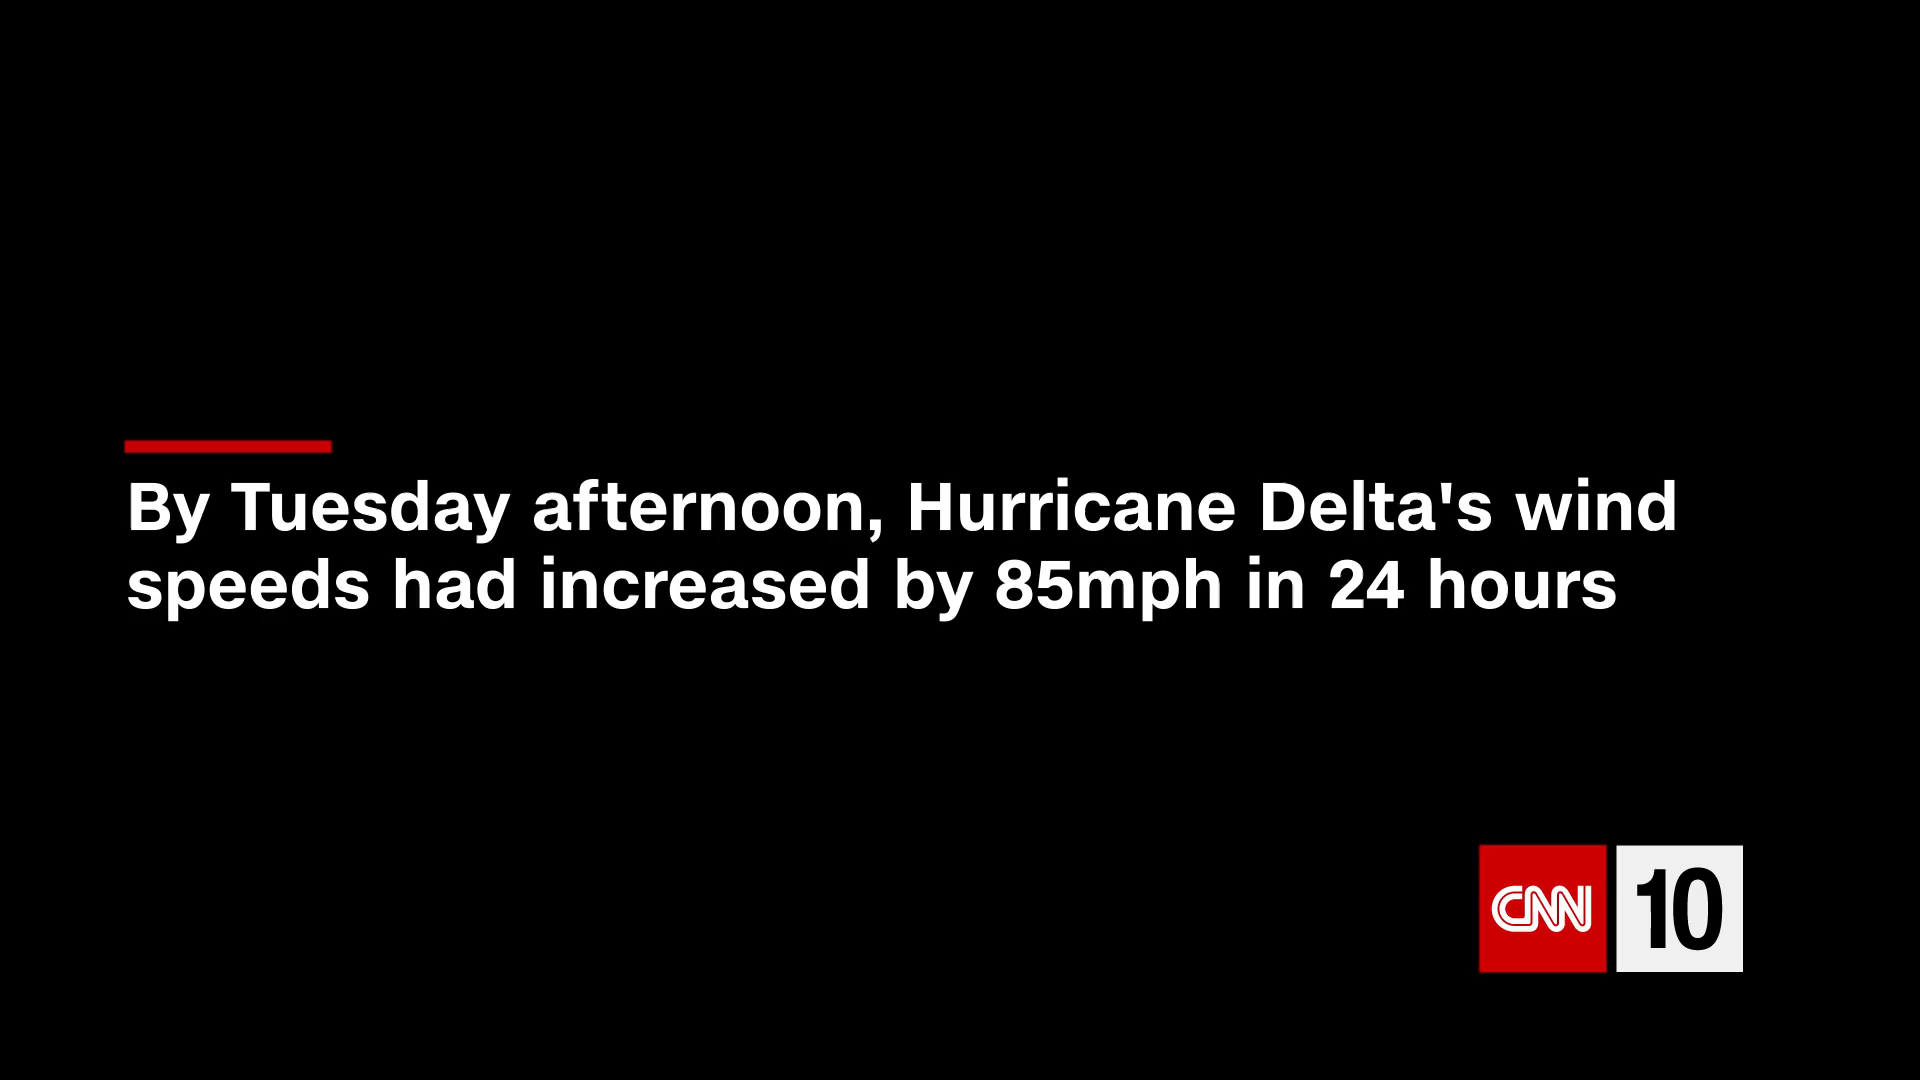 By Tuesday afternoon, Hurricane Delta's wind
speeds had increased by 85mph in 24 hours
CNN 10